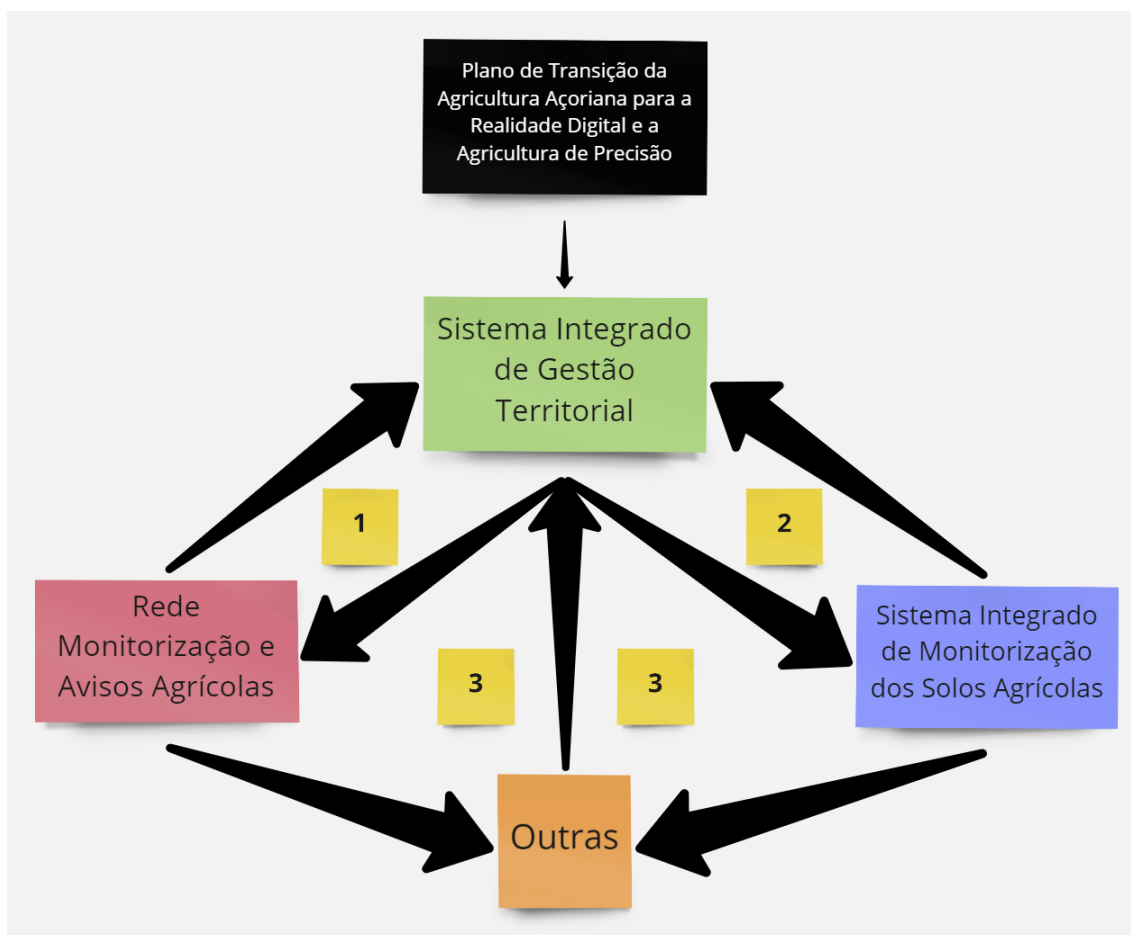 Plano de Transição da
Agricultura Açoriana para a
Realidade Digital e a
Agricultura de Precisão
Sistema Integrado
de Gestão
Territorial
1
2
Rede
Monitorização e
Avisos Agrícolas
Sistema Integrado
de Monitorização
dos Solos Agrícolas
3
3
Outras